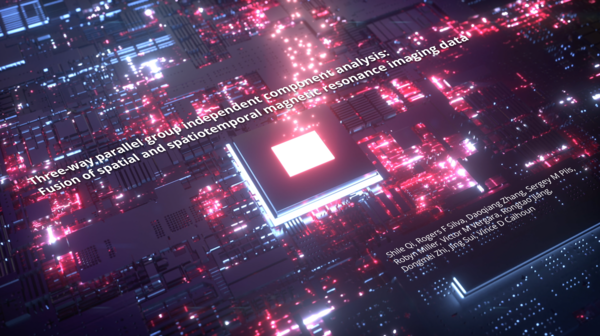 Three-way parallel group independent component analysis:
Fusion of spatial and spatiotemporal magnetic resonance imaging data
Shile Qi, Rogers F Silva, Daoqiang Zhang, Sergey M Plis,
Robyn Miller, Victor M Vergara, Rongtao Jiang,
Dongmei Zhi, Jing Sui, Vince D Calhoun